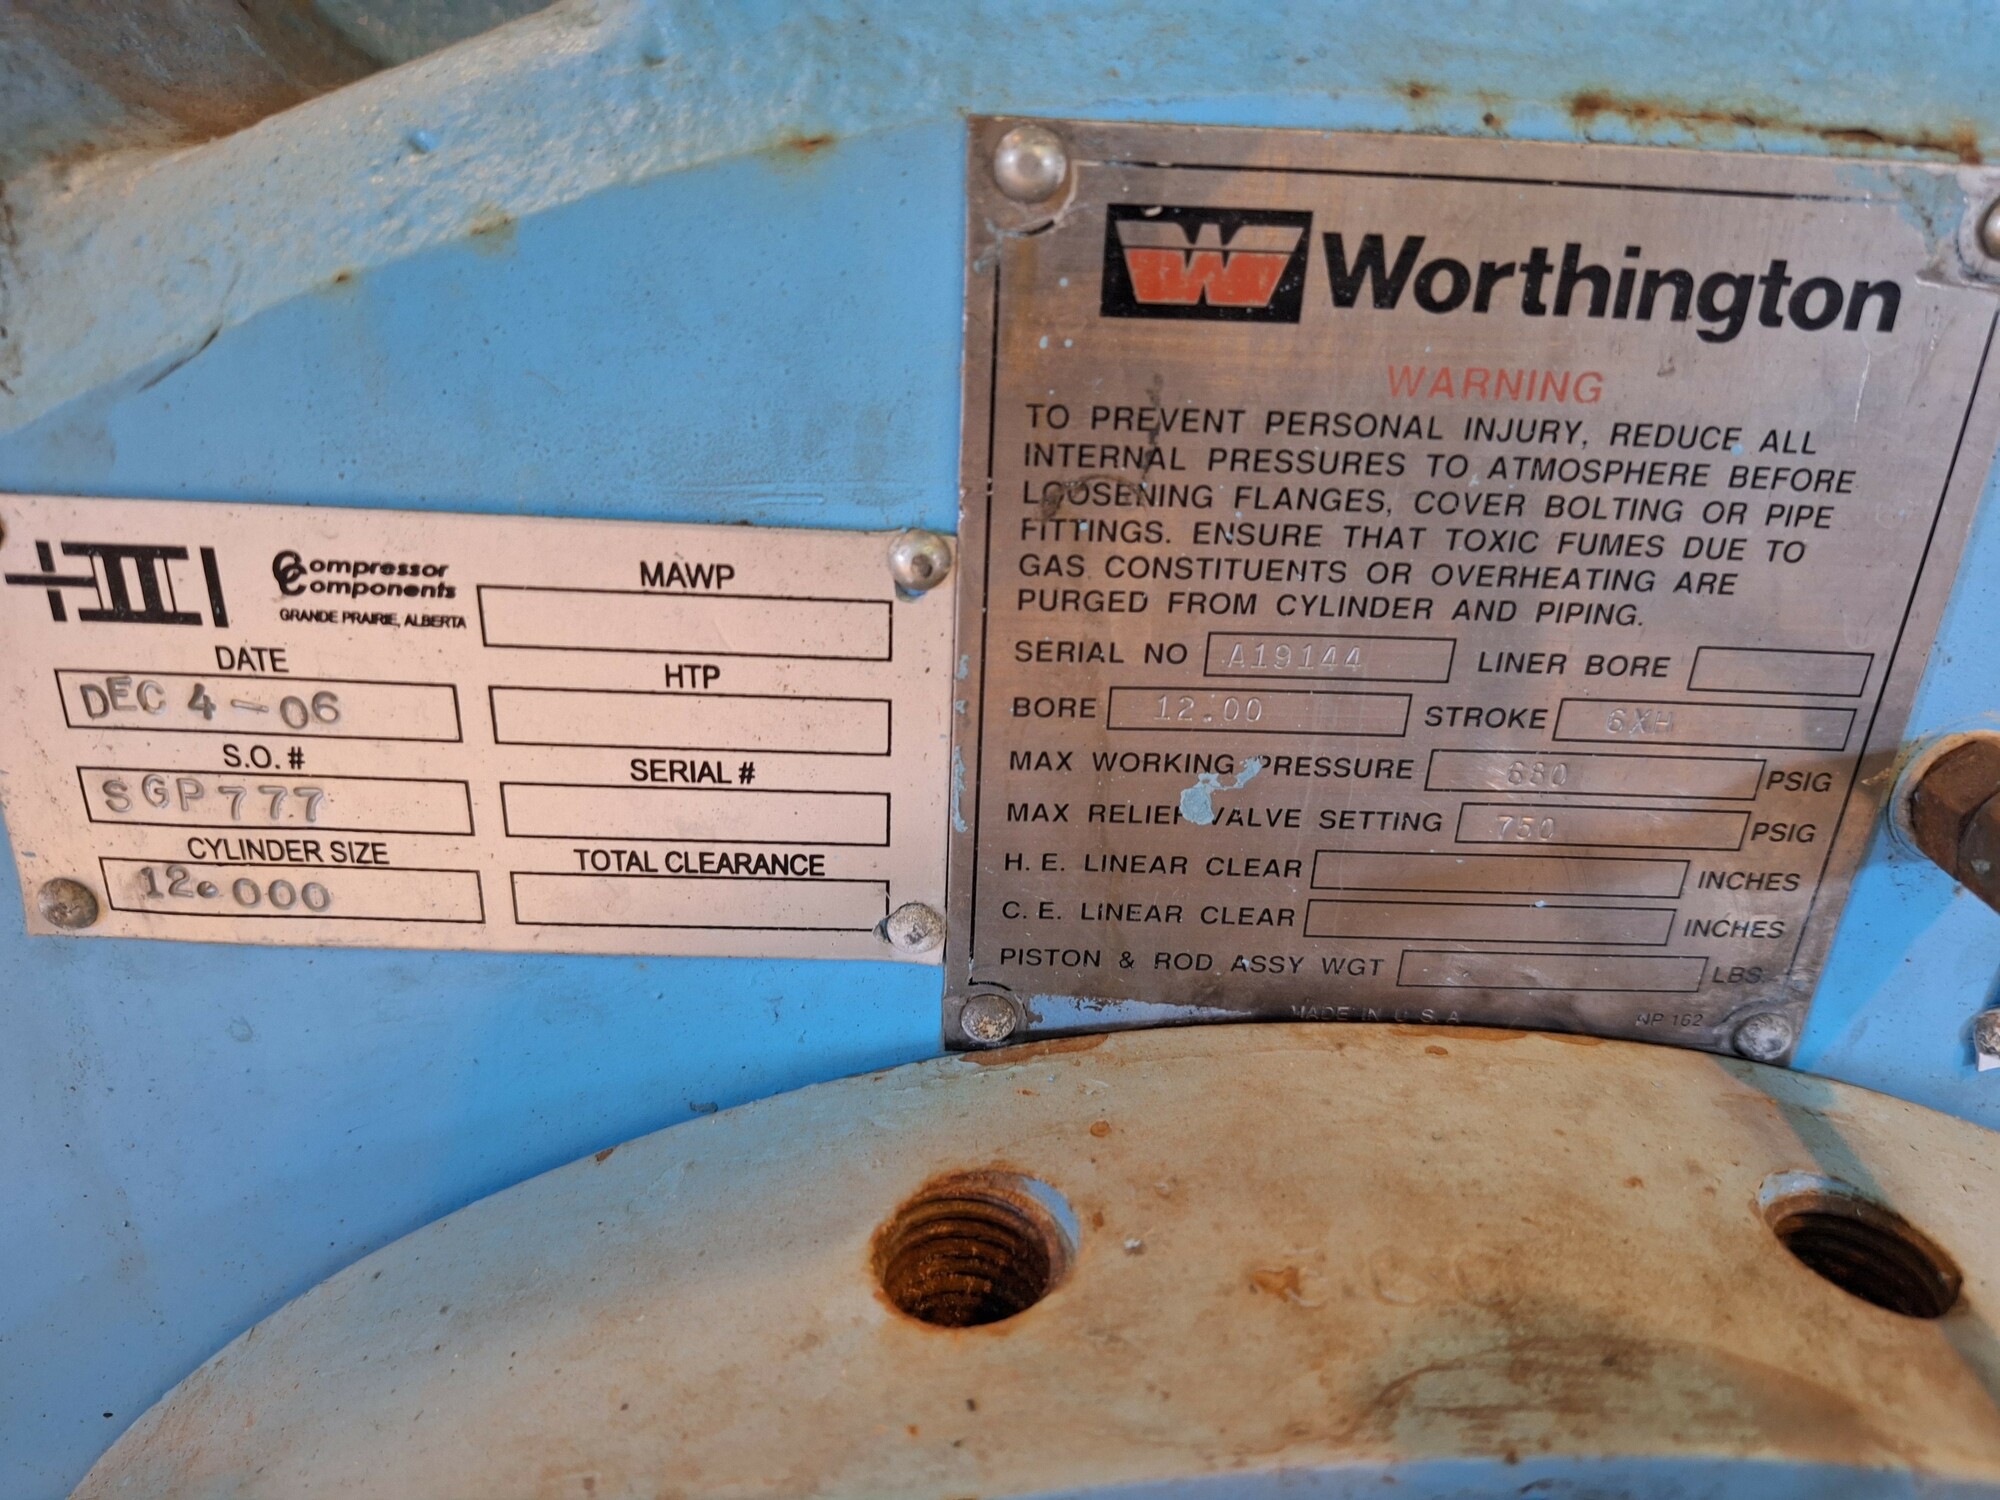 Compressor
Components
GRANDE PRAIRIE, ALBERTA
DATE
DEC 4-06
S.O. #
SGP777
CYLINDER SIZE
12.000
MAWP
HTP
SERIAL #
TOTAL CLEARANCE
Worthington
WARNING
TO PREVENT PERSONAL INJURY, REDUCE ALL
INTERNAL PRESSURES TO ATMOSPHERE BEFORE
LOOSENING FLANGES, COVER BOLTING OR PIPE
FITTINGS. ENSURE THAT TOXIC FUMES DUE TO
GAS CONSTITUENTS OR OVERHEATING ARE
PURGED FROM CYLINDER AND PIPING.
SERIAL NO A19144 LINER BORE
BORE 12.00 STROKE 6XH
MAX WORKING PRESSURE 680 PSIG
MAX RELIEF VALVE SETTING 750 PSIG
H.E. LINEAR CLEAR INCHES
C.E. LINEAR CLEAR INCHES
PISTON & ROD ASSY WGT LBS.
MADE IN U.S.A. NP 162